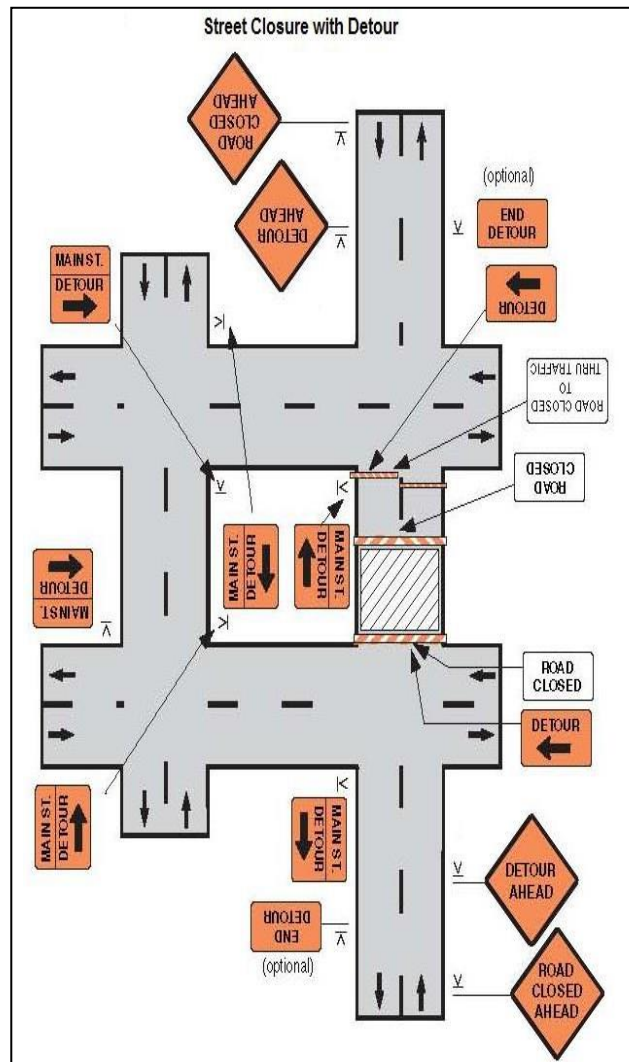 Street Closure with Detour
ROAD
CLOSED
AHEAD
DETOUR
AHEAD
(optional)
END
DETOUR
MAIN ST.
DETOUR
DETOUR
ROAD CLOSED
TO
THRU TRAFFIC
ROAD
CLOSED
MAIN ST.
DETOUR
MAIN ST.
DETOUR
MAIN ST.
DETOUR
ROAD
CLOSED
DETOUR
MAIN ST.
DETOUR
MAIN ST.
DETOUR
DETOUR
AHEAD
END
DETOUR
(optional)
ROAD
CLOSED
AHEAD